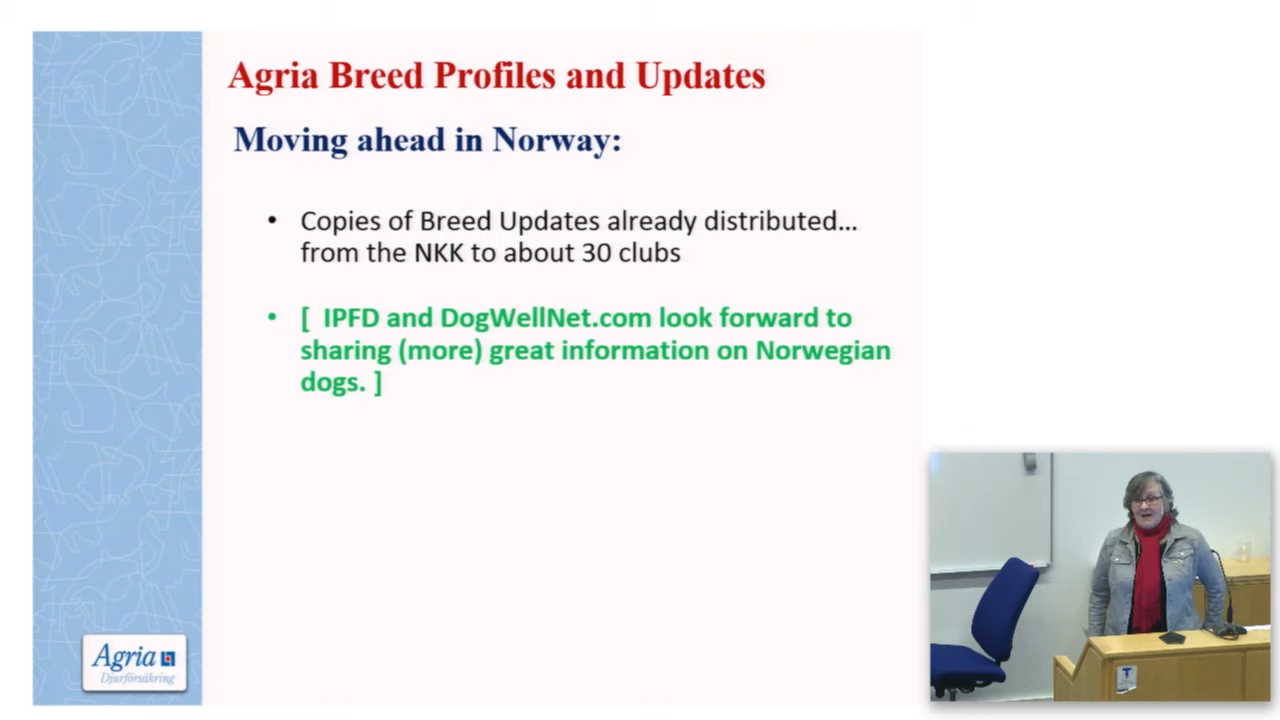 Agria Breed Profiles and Updates
Moving ahead in Norway:
• Copies of Breed Updates already distributed…
from the NKK to about 30 clubs
• [ IPFD and DogWellNet.com look forward to
sharing (more) great information on Norwegian
dogs. ]
Agria
Djurförsäkring
T